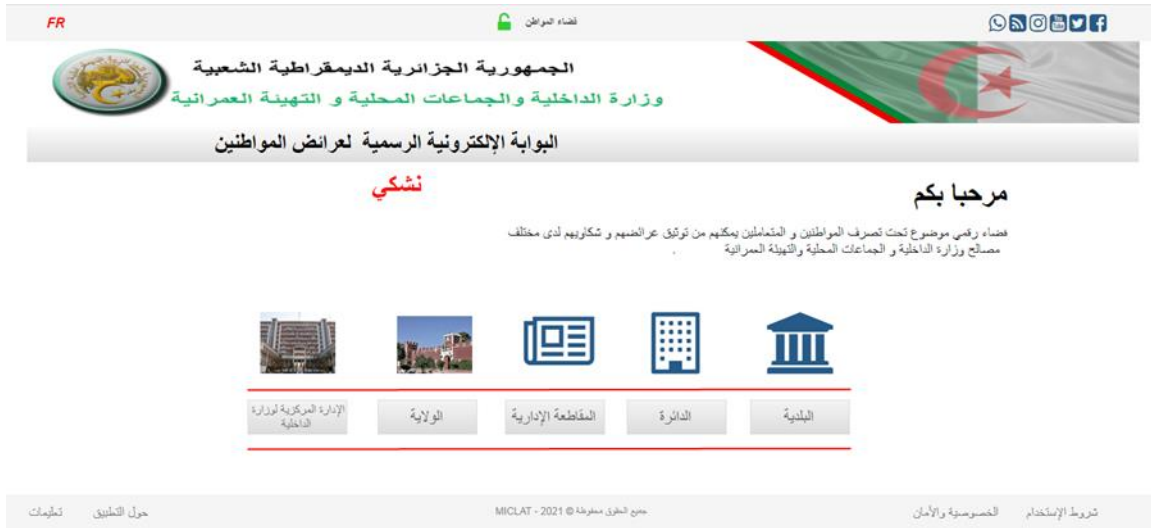 FR
فضاء المواطن
الجمهورية الجزائرية الديمقراطية الشعبية
وزارة الداخلية والجماعات المحلية و التهيئة العمرانية
البوابة الإلكترونية الرسمية لعرائض المواطنين
نشكي
مرحبا بكم
فضاء رقمي موضوع تحت تصرف المواطنين و المتعاملين يمكنهم من توثيق عرائضهم و شكاويهم لدى مختلف
مصالح وزارة الداخلية و الجماعات المحلية والتهيئة العمرانية .
البلدية
الدائرة
المقاطعة الإدارية
الولاية
الإدارة المركزية لوزارة
الداخلية
شروط الإستخدام
الخصوصية والأمان
جميع الحقوق محفوظة © MICLAT - 2021
حول التطبيق
تعليمات